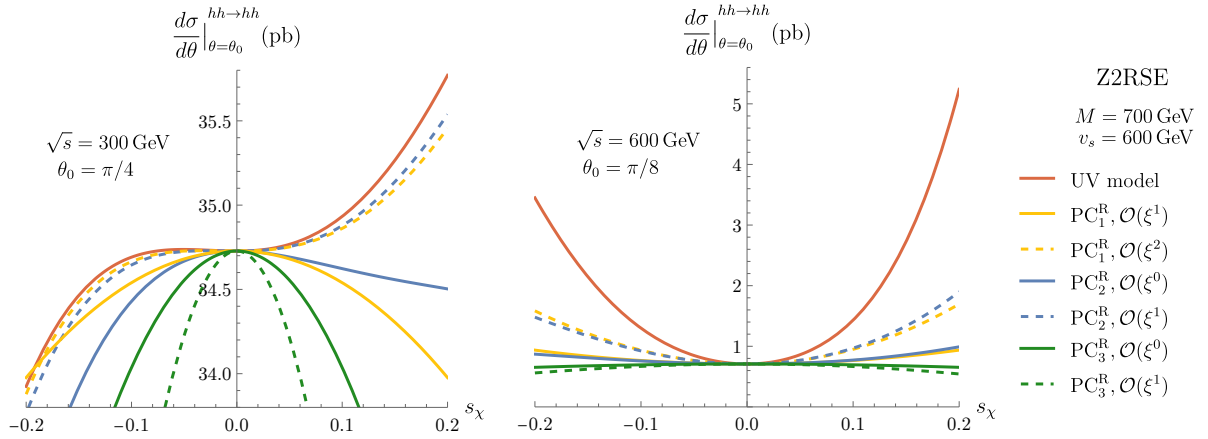 dσ/dθ|θ=θ₀ ʰʰ→ʰʰ (pb)
√s = 300 GeV
θ₀ = π/4
35.5
35.0
34.5
34.0
−0.2 −0.1 0.0 0.1 0.2
sχ
dσ/dθ|θ=θ₀ ʰʰ→ʰʰ (pb)
√s = 600 GeV
θ₀ = π/8
5
4
3
2
1
−0.2 −0.1 0.0 0.1 0.2
sχ
Z2RSE
M = 700 GeV
vₛ = 600 GeV
UV model
PC₁ᴿ, 𝒪(ξ¹)
PC₁ᴿ, 𝒪(ξ²)
PC₂ᴿ, 𝒪(ξ⁰)
PC₂ᴿ, 𝒪(ξ¹)
PC₃ᴿ, 𝒪(ξ⁰)
PC₃ᴿ, 𝒪(ξ¹)